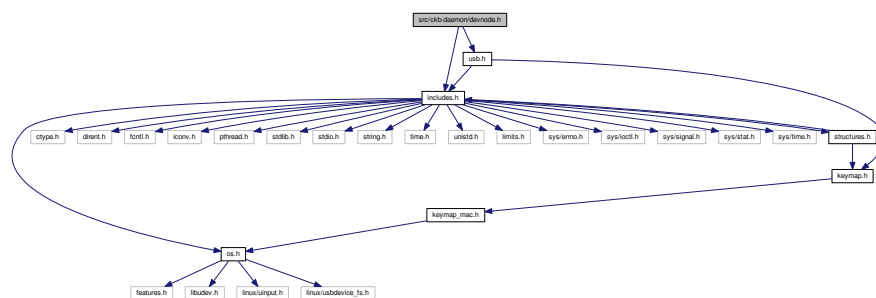 src/ckb-daemon/devnode.h
usb.h
includes.h
ctype.h
dirent.h
fcntl.h
iconv.h
pthread.h
stdlib.h
stdio.h
string.h
time.h
unistd.h
limits.h
sys/errno.h
sys/ioctl.h
sys/signal.h
sys/stat.h
sys/time.h
structures.h
keymap.h
keymap_mac.h
os.h
features.h
libudev.h
linux/uinput.h
linux/usbdevice_fs.h